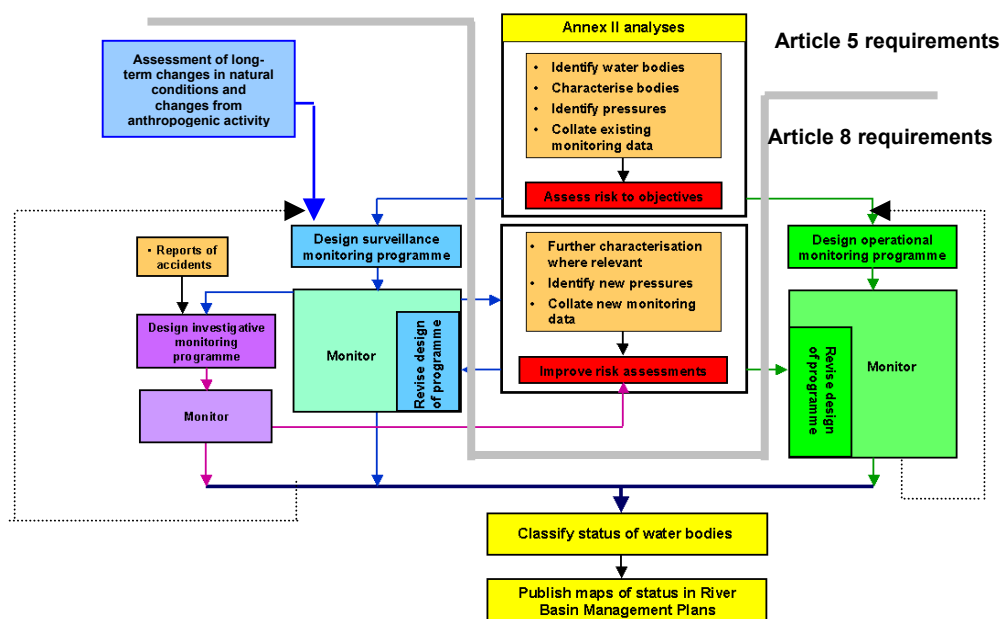 Annex II analyses
Article 5 requirements
Assessment of long-
term changes in natural
conditions and
changes from
anthropogenic activity
• Identify water bodies
• Characterise bodies
• Identify pressures
• Collate existing
monitoring data
Article 8 requirements
Assess risk to objectives
Design surveillance
monitoring programme
• Reports of
accidents
• Further characterisation
where relevant
• Identify new pressures
• Collate new monitoring
data
Design operational
monitoring programme
Design investigative
monitoring
programme
Monitor
Revise design
of programme
Improve risk assessments
Revise design
of programme
Monitor
Monitor
Classify status of water bodies
Publish maps of status in River
Basin Management Plans